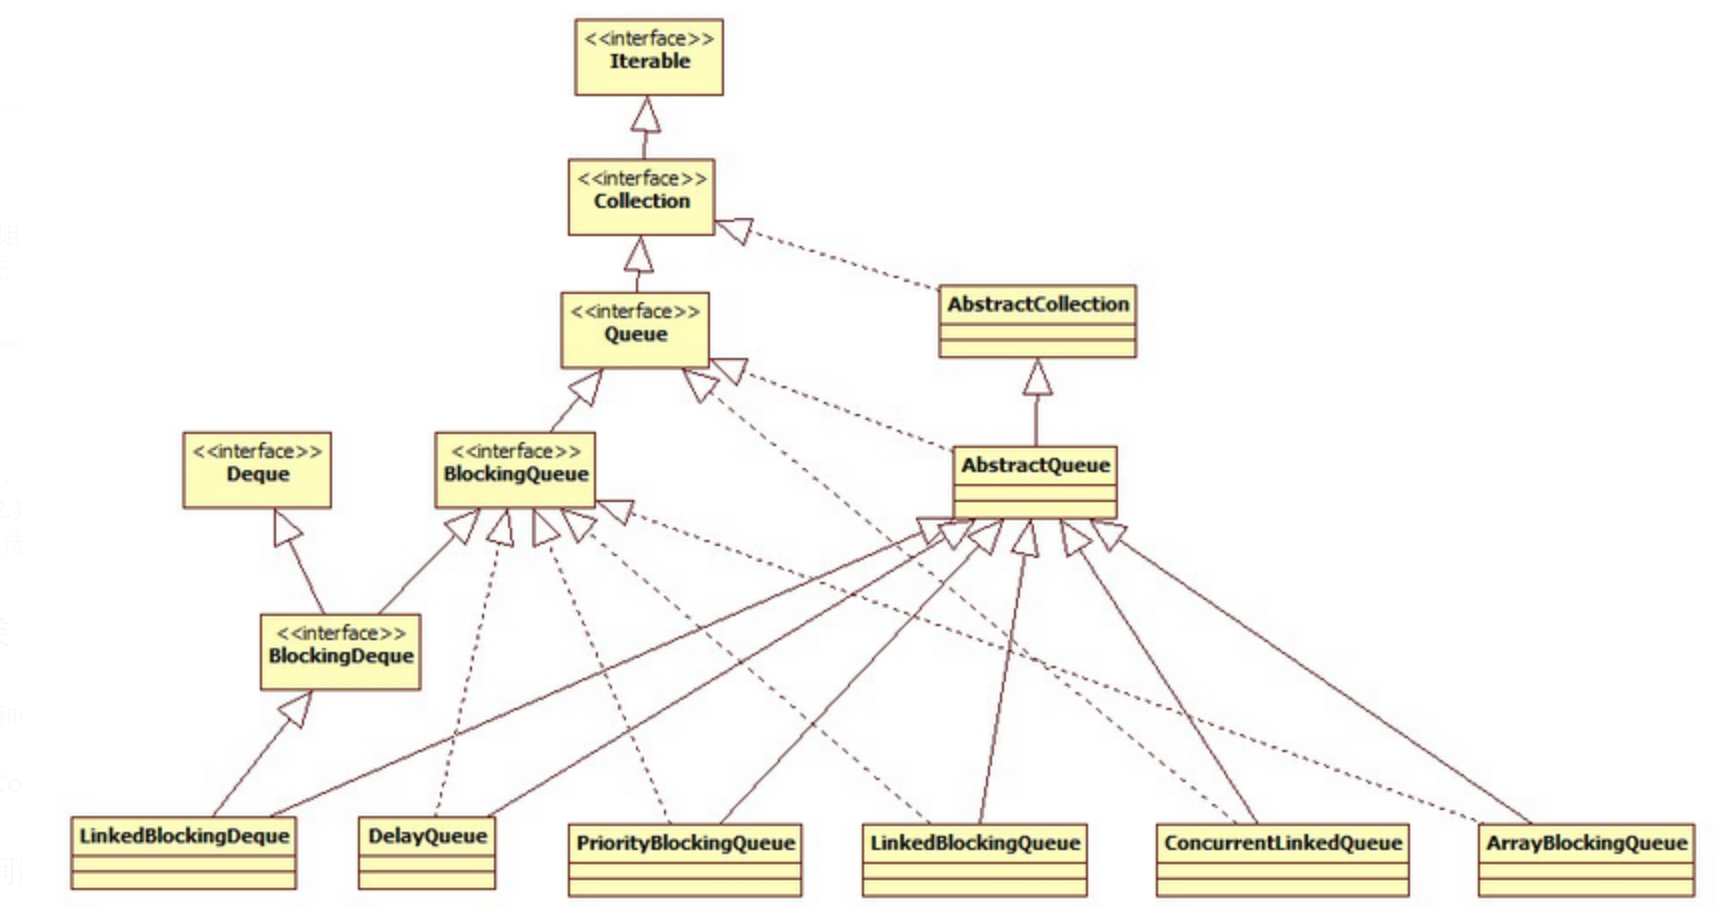 <<interface>>
Iterable
<<interface>>
Collection
<<interface>>
Queue
AbstractCollection
<<interface>>
Deque
<<interface>>
BlockingQueue
AbstractQueue
<<interface>>
BlockingDeque
LinkedBlockingDeque
DelayQueue
PriorityBlockingQueue
LinkedBlockingQueue
ConcurrentLinkedQueue
ArrayBlockingQueue